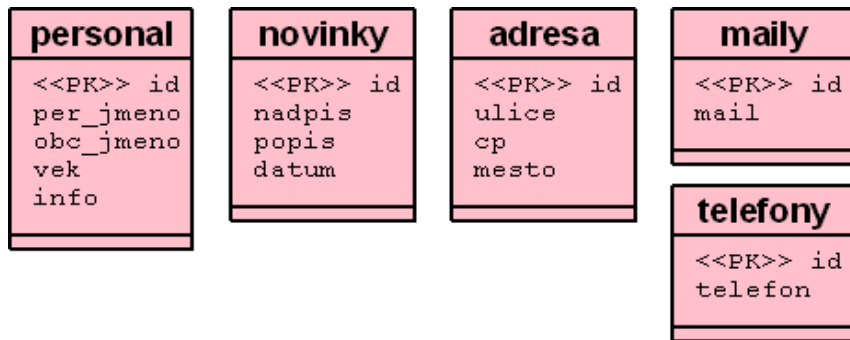 personal
<<PK>> id
per_jmeno
obc_jmeno
vek
info
novinky
<<PK>> id
nadpis
popis
datum
adresa
<<PK>> id
ulice
cp
mesto
maily
<<PK>> id
mail
telefony
<<PK>> id
telefon